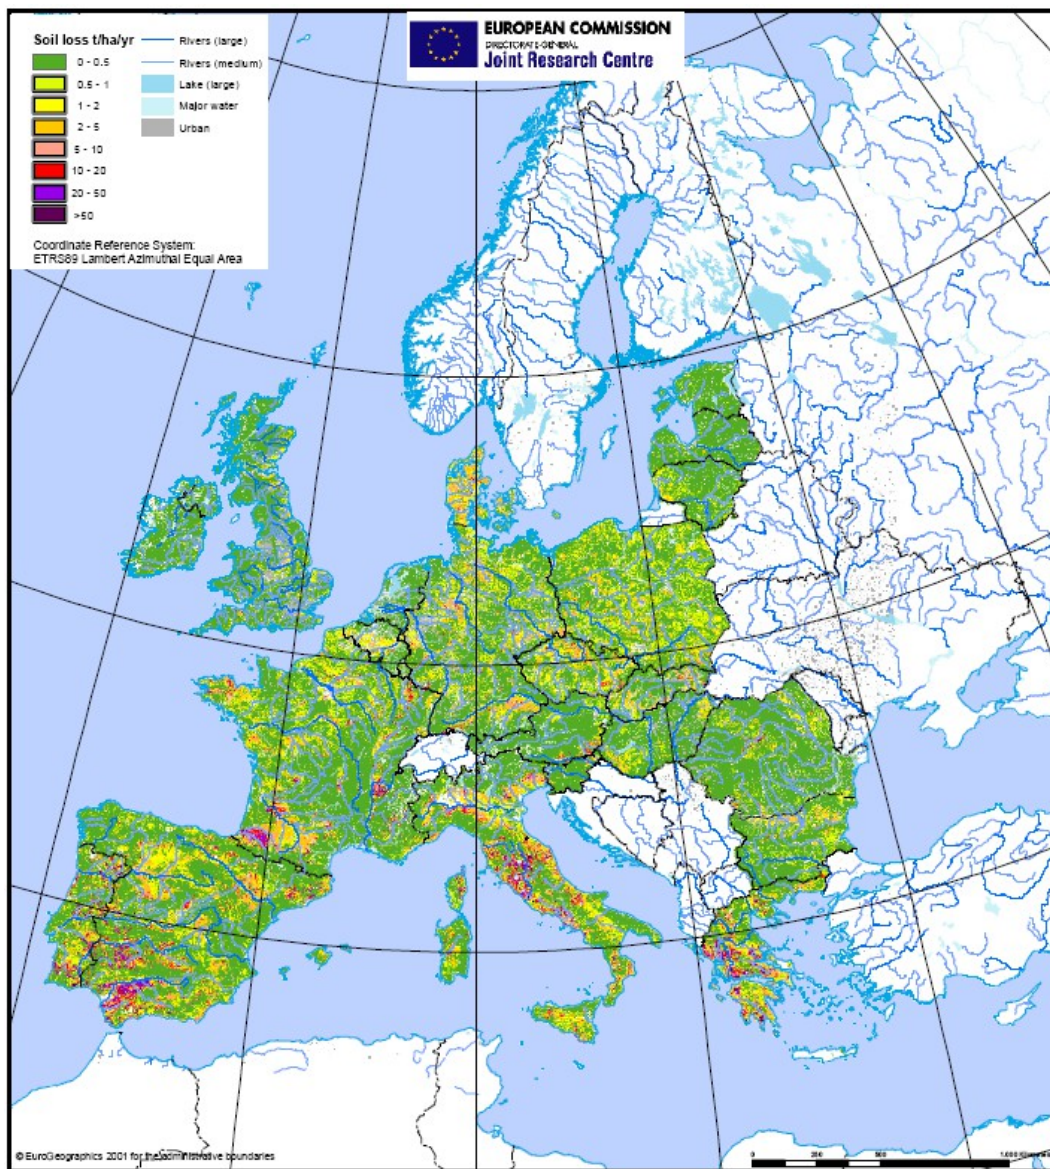 EUROPEAN COMMISSION
DIRECTORATE-GENERAL
Joint Research Centre
Soil loss t/ha/yr
0 - 0.5
0.5 - 1
1 - 2
2 - 5
5 - 10
10 - 20
20 - 50
>50
Rivers (large)
Rivers (medium)
Lake (large)
Major water
Urban
Coordinate Reference System:
ETRS89 Lambert Azimuthal Equal Area
© EuroGeographics 2001 for the administrative boundaries